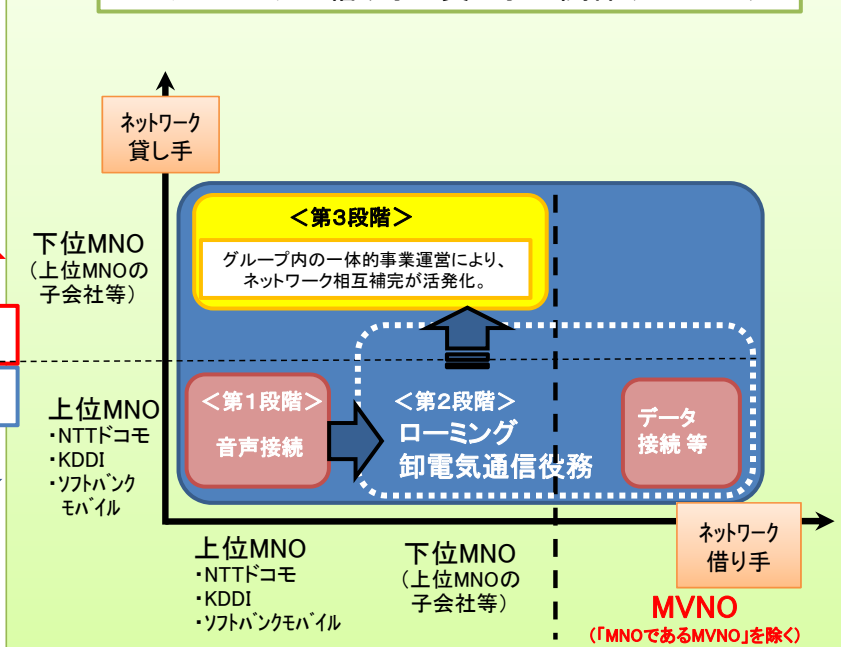 ネットワーク
貸し手
下位MNO
(上位MNOの
子会社等)
<第3段階>
グループ内の一体的事業運営により、
ネットワーク相互補完が活発化。
上位MNO
・NTTドコモ
・KDDI
・ソフトバンク
モバイル
<第1段階>
音声接続
<第2段階>
ローミング
卸電気通信役務
データ
接続 等
ネットワーク
借り手
上位MNO
・NTTドコモ
・KDDI
・ソフトバンクモバイル
下位MNO
(上位MNOの
子会社等)
MVNO
(「MNOであるMVNO」を除く)